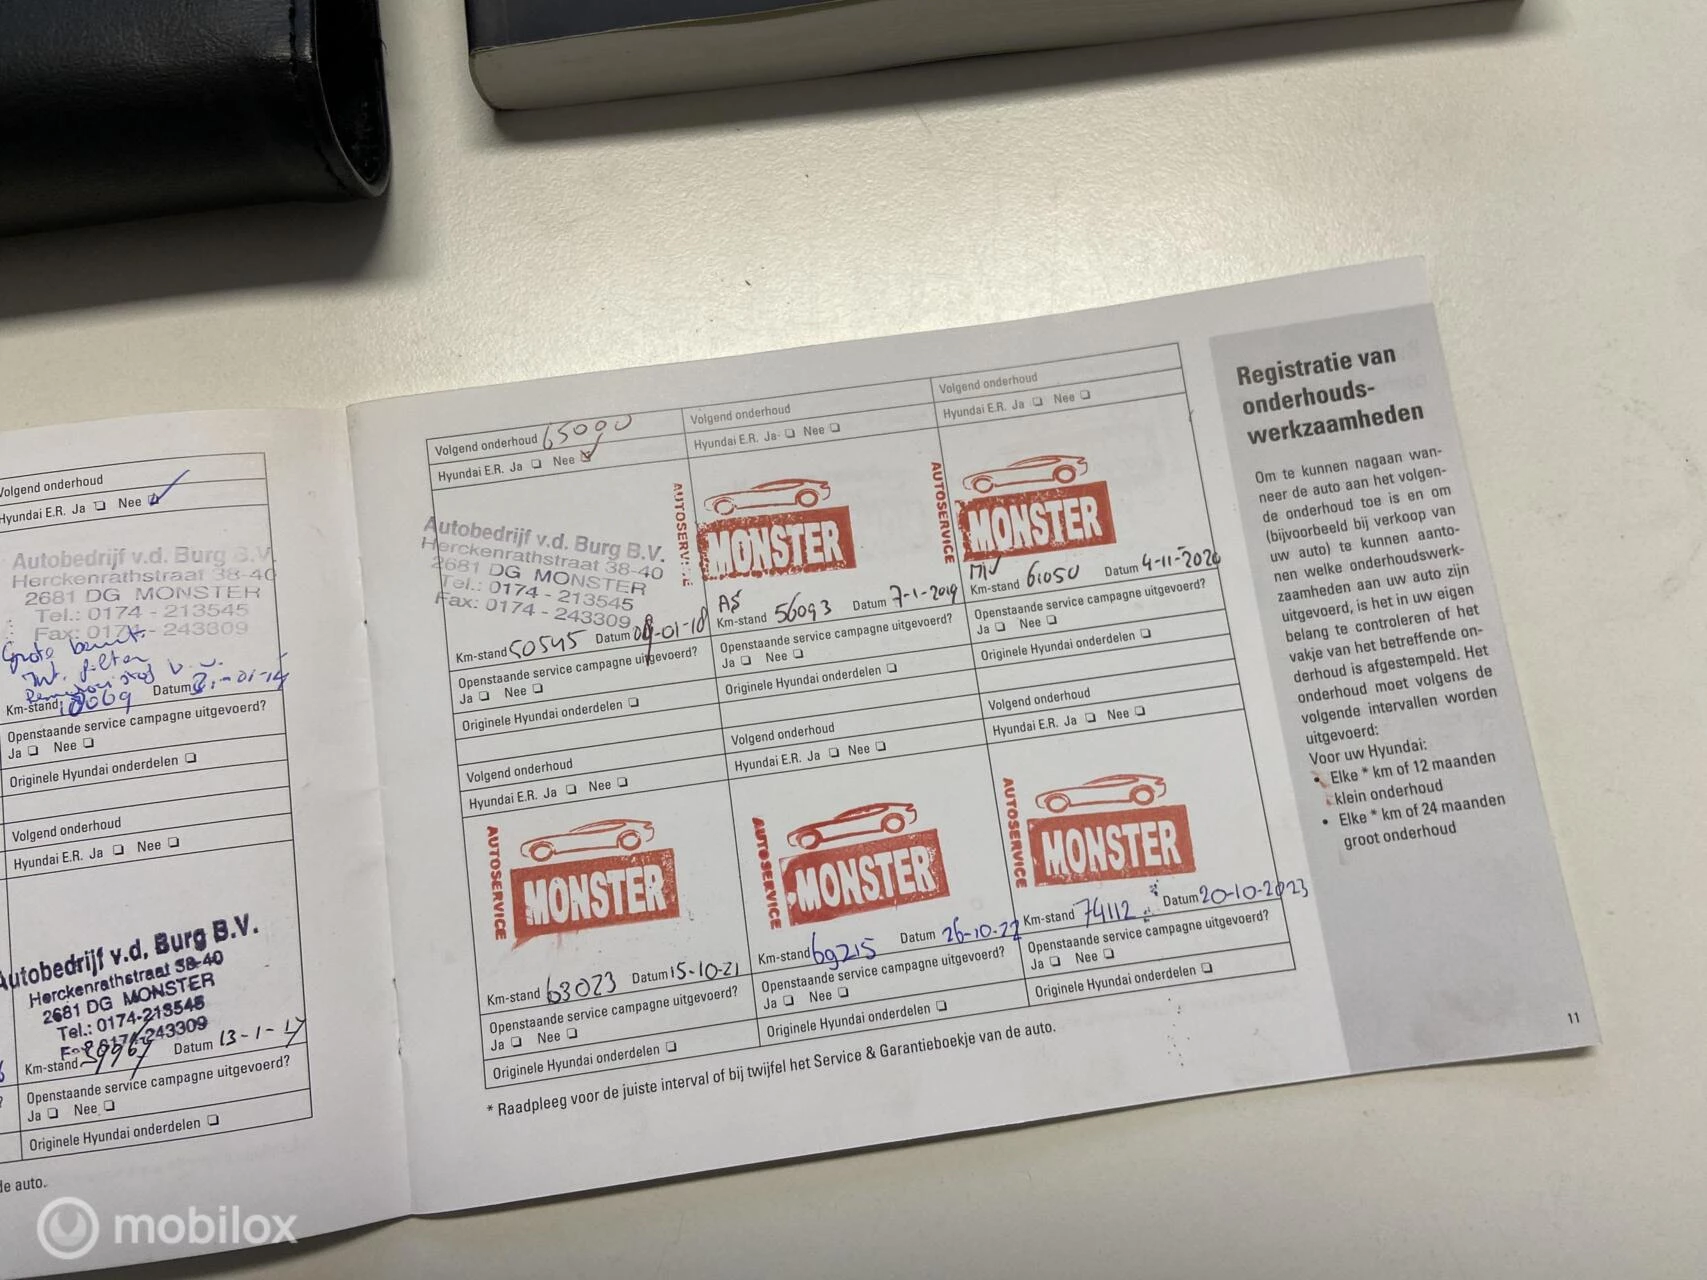 Volgend onderhoud
Hyundai E.R. Ja ❏ Nee ❏
Autobedrijf v.d. Burg B.V.
Herckenrathstraat 38-40
2681 DG MONSTER
Tel.: 0174 - 213545
Fax: 0174 - 243309
Grote beurt
Int. filter
Km-stand
Datum
Openstaande service campagne uitgevoerd?
Ja ❏ Nee ❏
Originele Hyundai onderdelen ❏
Volgend onderhoud
Hyundai E.R. Ja ❏ Nee ❏
Autobedrijf v.d. Burg B.V.
Herckenrathstraat 38-40
2681 DG MONSTER
Tel.: 0174-213545
Fax 0174-243309
Km-stand 39967 Datum 13-1-17
Openstaande service campagne uitgevoerd?
Ja ❏ Nee ❏
Originele Hyundai onderdelen ❏
de auto.
Volgend onderhoud 65090
Hyundai E.R. Ja ❏ Nee ❏
Autobedrijf v.d. Burg B.V.
Herckenrathstraat 38-40
2681 DG MONSTER
Tel.: 0174 - 213545
Fax: 0174 - 243309
Km-stand 50545 Datum 09-01-18
Openstaande service campagne uitgevoerd?
Ja ❏ Nee ❏
Originele Hyundai onderdelen ❏
Volgend onderhoud
Hyundai E.R. Ja ❏ Nee ❏
AUTOSERVICE
MONSTER
AS
Km-stand 56093 Datum 7-1-2019
Openstaande service campagne uitgevoerd?
Ja ❏ Nee ❏
Originele Hyundai onderdelen ❏
Volgend onderhoud
Hyundai E.R. Ja ❏ Nee ❏
AUTOSERVICE
MONSTER
Km-stand 61050 Datum 4-11-2020
Openstaande service campagne uitgevoerd?
Ja ❏ Nee ❏
Originele Hyundai onderdelen ❏
Volgend onderhoud
Hyundai E.R. Ja ❏ Nee ❏
AUTOSERVICE
MONSTER
Km-stand 63023 Datum 15-10-21
Openstaande service campagne uitgevoerd?
Ja ❏ Nee ❏
Originele Hyundai onderdelen ❏
Volgend onderhoud
Hyundai E.R. Ja ❏ Nee ❏
AUTOSERVICE
MONSTER
Km-stand 69215 Datum 26-10-22
Openstaande service campagne uitgevoerd?
Ja ❏ Nee ❏
Originele Hyundai onderdelen ❏
Volgend onderhoud
Hyundai E.R. Ja ❏ Nee ❏
AUTOSERVICE
MONSTER
Km-stand 74112 Datum 20-10-2023
Openstaande service campagne uitgevoerd?
Ja ❏ Nee ❏
Originele Hyundai onderdelen ❏
* Raadpleeg voor de juiste interval of bij twijfel het Service & Garantieboekje van de auto.
Registratie van
onderhouds-
werkzaamheden
Om te kunnen nagaan wan-
neer de auto aan het volgen-
de onderhoud toe is en om
(bijvoorbeeld bij verkoop van
uw auto) te kunnen aanto-
nen welke onderhoudswerk-
zaamheden aan uw auto zijn
uitgevoerd, is het in uw eigen
belang te controleren of het
vakje van het betreffende on-
derhoud is afgestempeld. Het
onderhoud moet volgens de
volgende intervallen worden
uitgevoerd:
Voor uw Hyundai:
• Elke * km of 12 maanden
klein onderhoud
• Elke * km of 24 maanden
groot onderhoud
11
mobilox